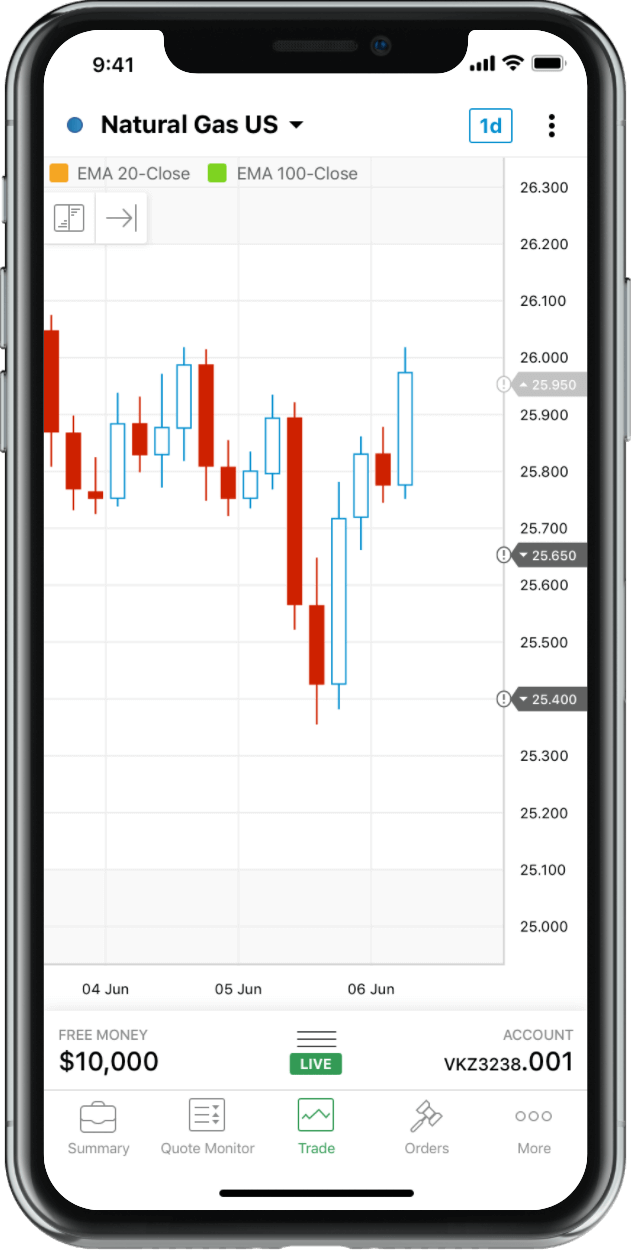 9:41
Natural Gas US
1d
EMA 20-Close EMA 100-Close
26.300
26.200
26.100
26.000
25.950
25.900
25.800
25.700
25.650
25.600
25.500
25.400
25.300
25.200
25.100
25.000
04 Jun 05 Jun 06 Jun
FREE MONEY ACCOUNT
$10,000 LIVE VKZ3238.001
Summary Quote Monitor Trade Orders More